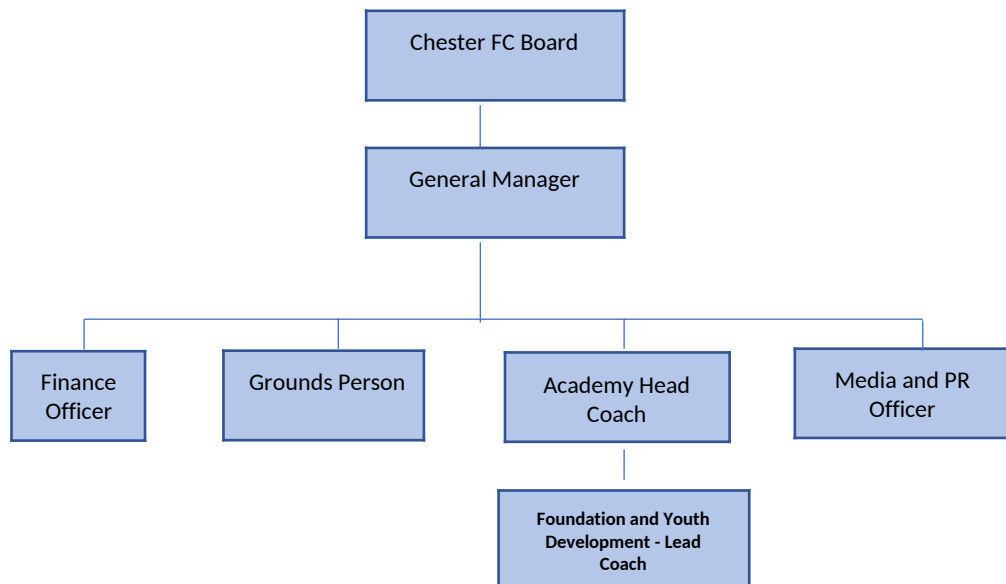 Chester FC Board
General Manager
Finance
Officer
Grounds Person
Academy Head
Coach
Media and PR
Officer
Foundation and Youth
Development - Lead
Coach